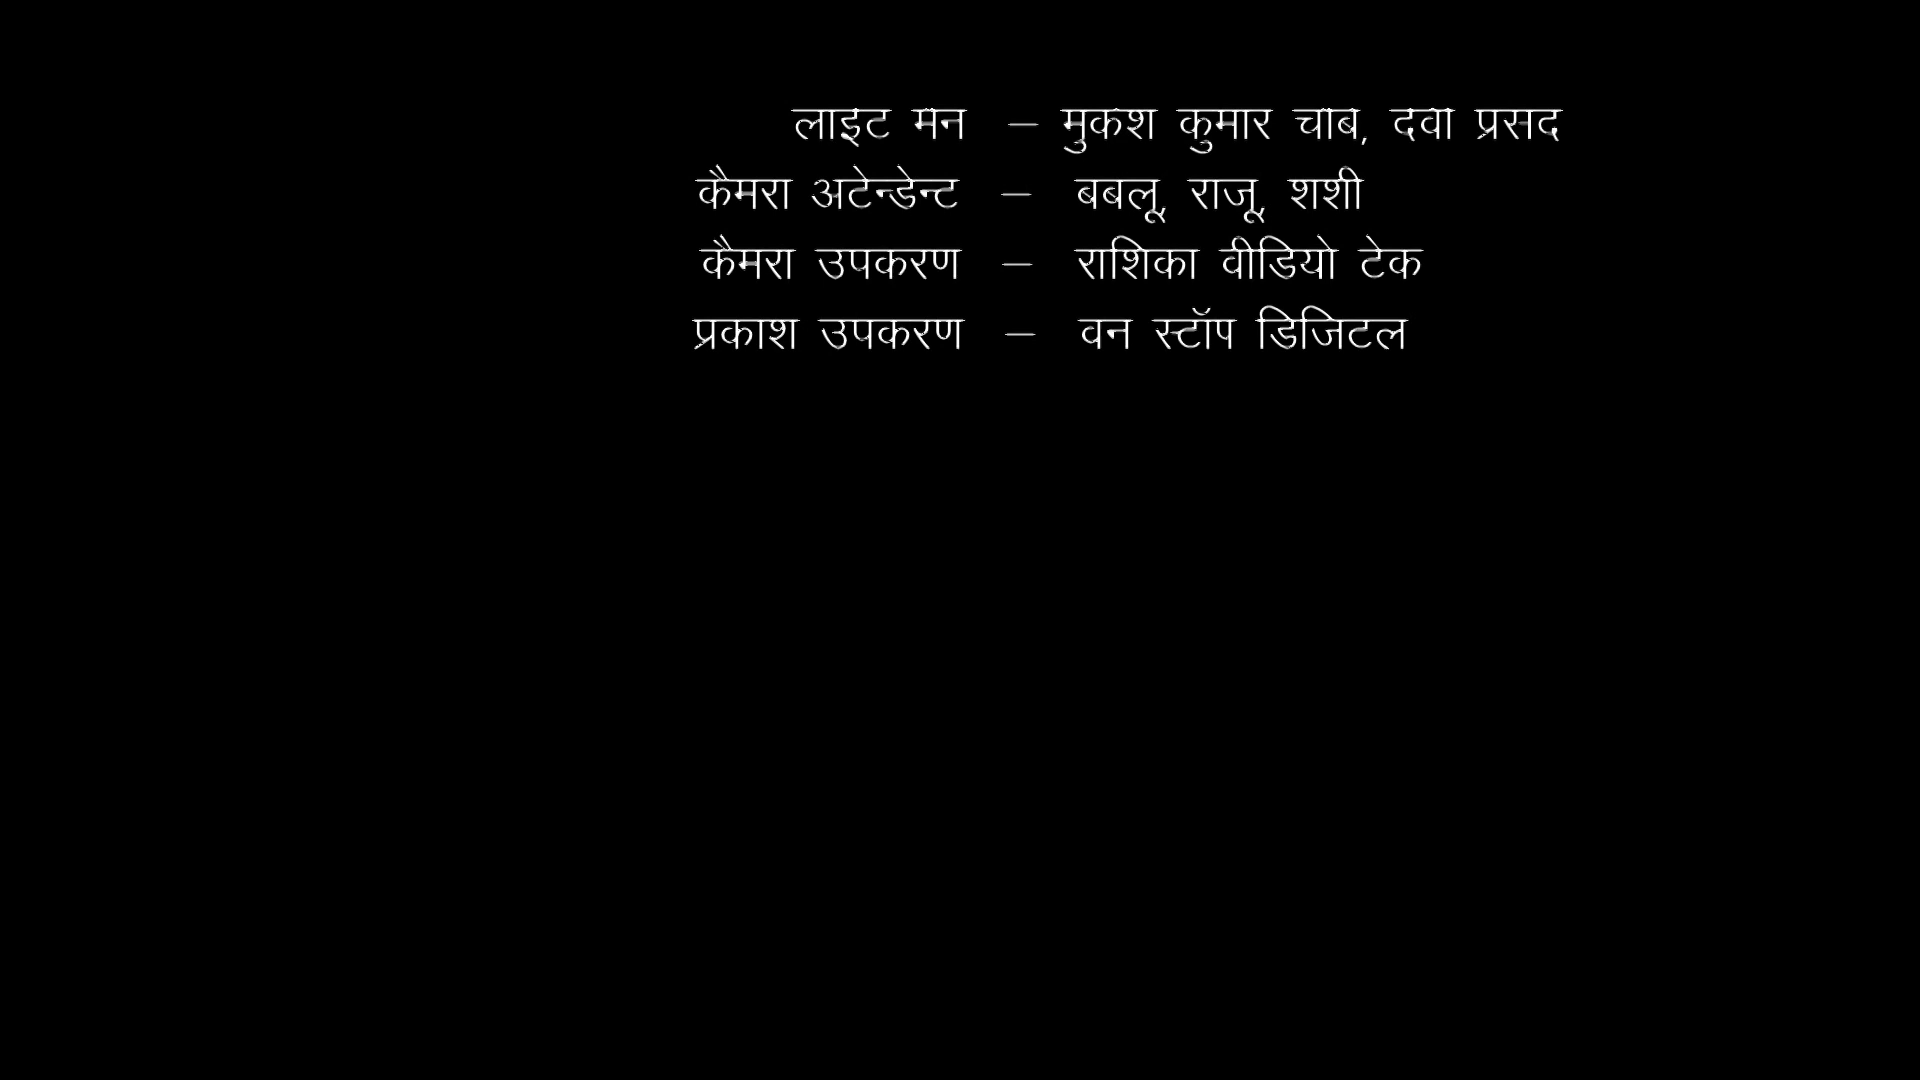 लाइट मन – मुकश कुमार चाब, दवा प्रसद
कैमरा अटेन्डेन्ट – बबलू, राजू, शशी
कैमरा उपकरण – राशिका वीडियो टेक
प्रकाश उपकरण – वन स्टॉप डिजिटल